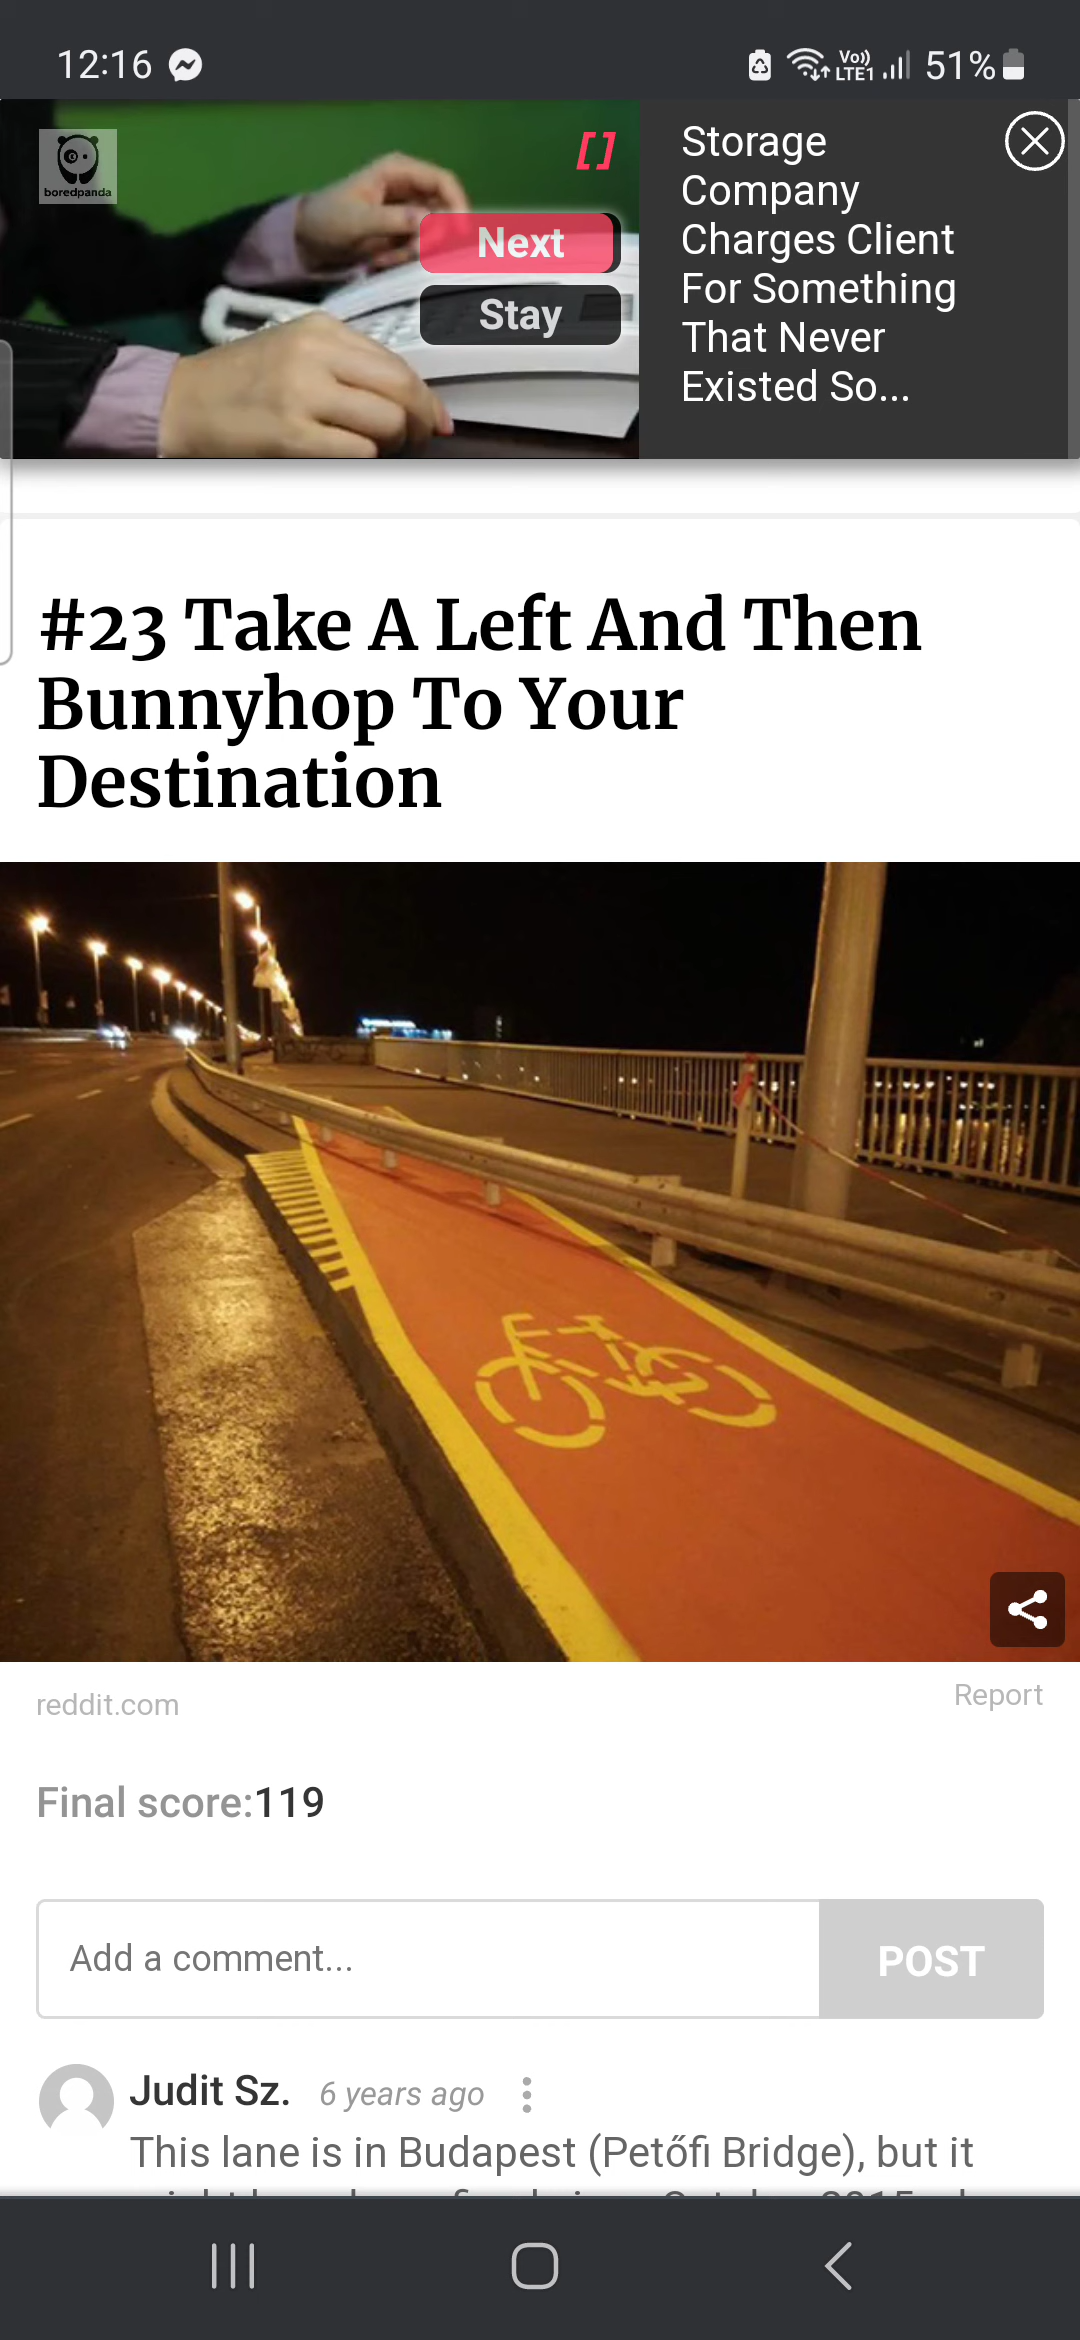 12:16
Vo))
LTE1
51%
boredpanda
[]
Next
Stay
Storage
Company
Charges Client
For Something
That Never
Existed So...
#23 Take A Left And Then
Bunnyhop To Your
Destination
reddit.com
Report
Final score:119
Add a comment...
POST
Judit Sz. 6 years ago
This lane is in Budapest (Petőfi Bridge), but it